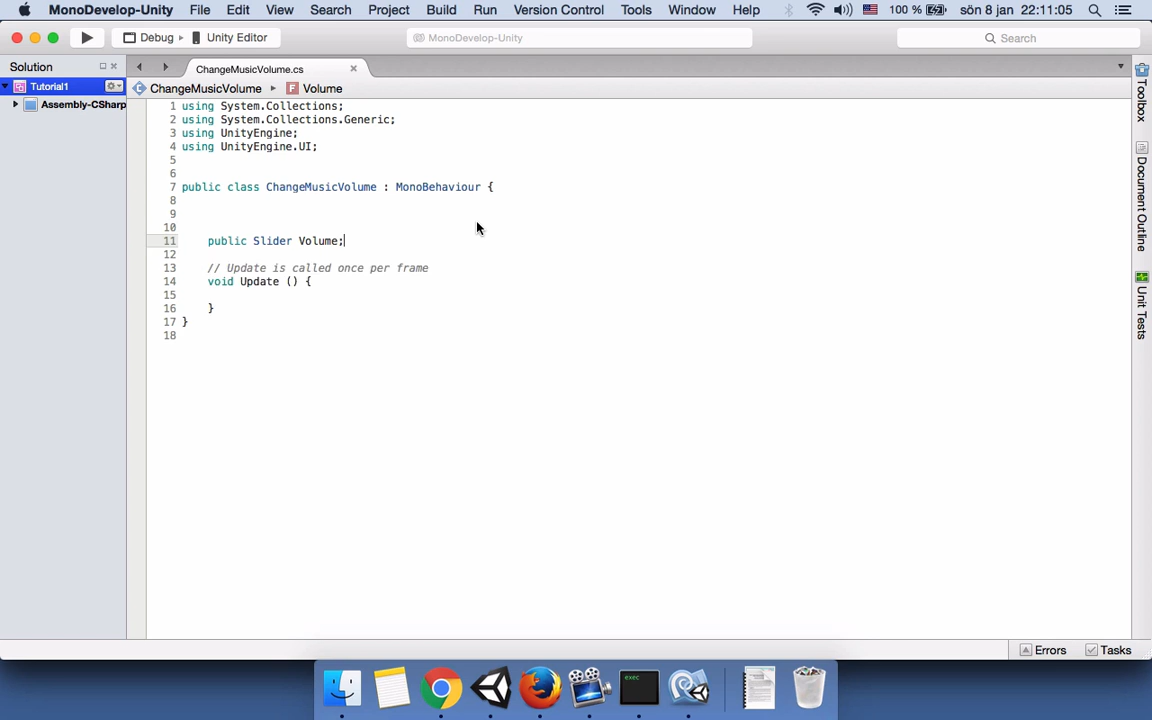 MonoDevelop-Unity File Edit View Search Project Build Run Version Control Tools Window Help 100 % sön 8 jan 22:11:05
Debug Unity Editor MonoDevelop-Unity Search
Solution
ChangeMusicVolume.cs
Tutorial1
Assembly-CSharp
ChangeMusicVolume Volume
1 using System.Collections;
2 using System.Collections.Generic;
3 using UnityEngine;
4 using UnityEngine.UI;
5
6
7 public class ChangeMusicVolume : MonoBehaviour {
8
9
10
11 public Slider Volume;
12
13 // Update is called once per frame
14 void Update () {
15
16 }
17 }
18
Toolbox
Document Outline
Unit Tests
Errors Tasks
exec